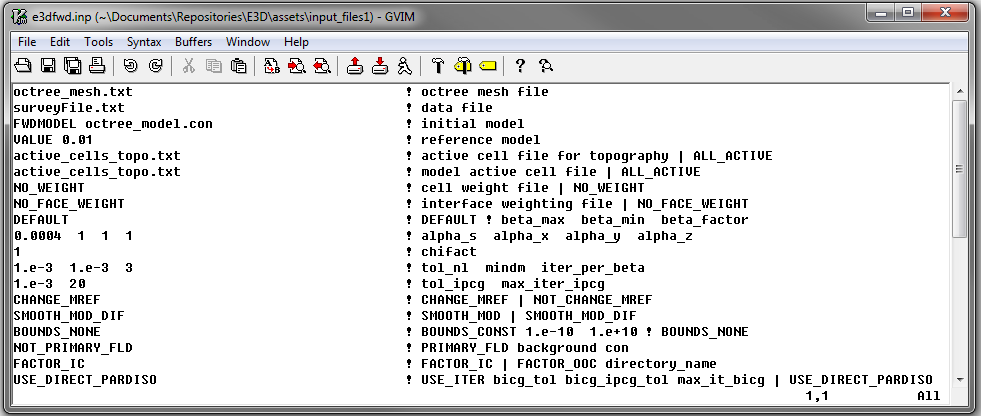 e3dfwd.inp (~\Documents\Repositories\E3D\assets\input_files1) - GVIM
File Edit Tools Syntax Buffers Window Help
octree_mesh.txt ! octree mesh file
surveyFile.txt ! data file
FWDMODEL octree_model.con ! initial model
VALUE 0.01 ! reference model
active_cells_topo.txt ! active cell file for topography | ALL_ACTIVE
active_cells_topo.txt ! model active cell file | ALL_ACTIVE
NO_WEIGHT ! cell weight file | NO_WEIGHT
NO_FACE_WEIGHT ! interface weighting file | NO_FACE_WEIGHT
DEFAULT ! DEFAULT ! beta_max beta_min beta_factor
0.0004 1 1 1 ! alpha_s alpha_x alpha_y alpha_z
1 ! chifact
1.e-3 1.e-3 3 ! tol_nl mindm iter_per_beta
1.e-3 20 ! tol_ipcg max_iter_ipcg
CHANGE_MREF ! CHANGE_MREF | NOT_CHANGE_MREF
SMOOTH_MOD_DIF ! SMOOTH_MOD | SMOOTH_MOD_DIF
BOUNDS_NONE ! BOUNDS_CONST 1.e-10 1.e+10 ! BOUNDS_NONE
NOT_PRIMARY_FLD ! PRIMARY_FLD background con
FACTOR_IC ! FACTOR_IC | FACTOR_OOC directory_name
USE_DIRECT_PARDISO ! USE_ITER bicg_tol bicg_ipcg_tol max_it_bicg | USE_DIRECT_PARDISO
1,1 All